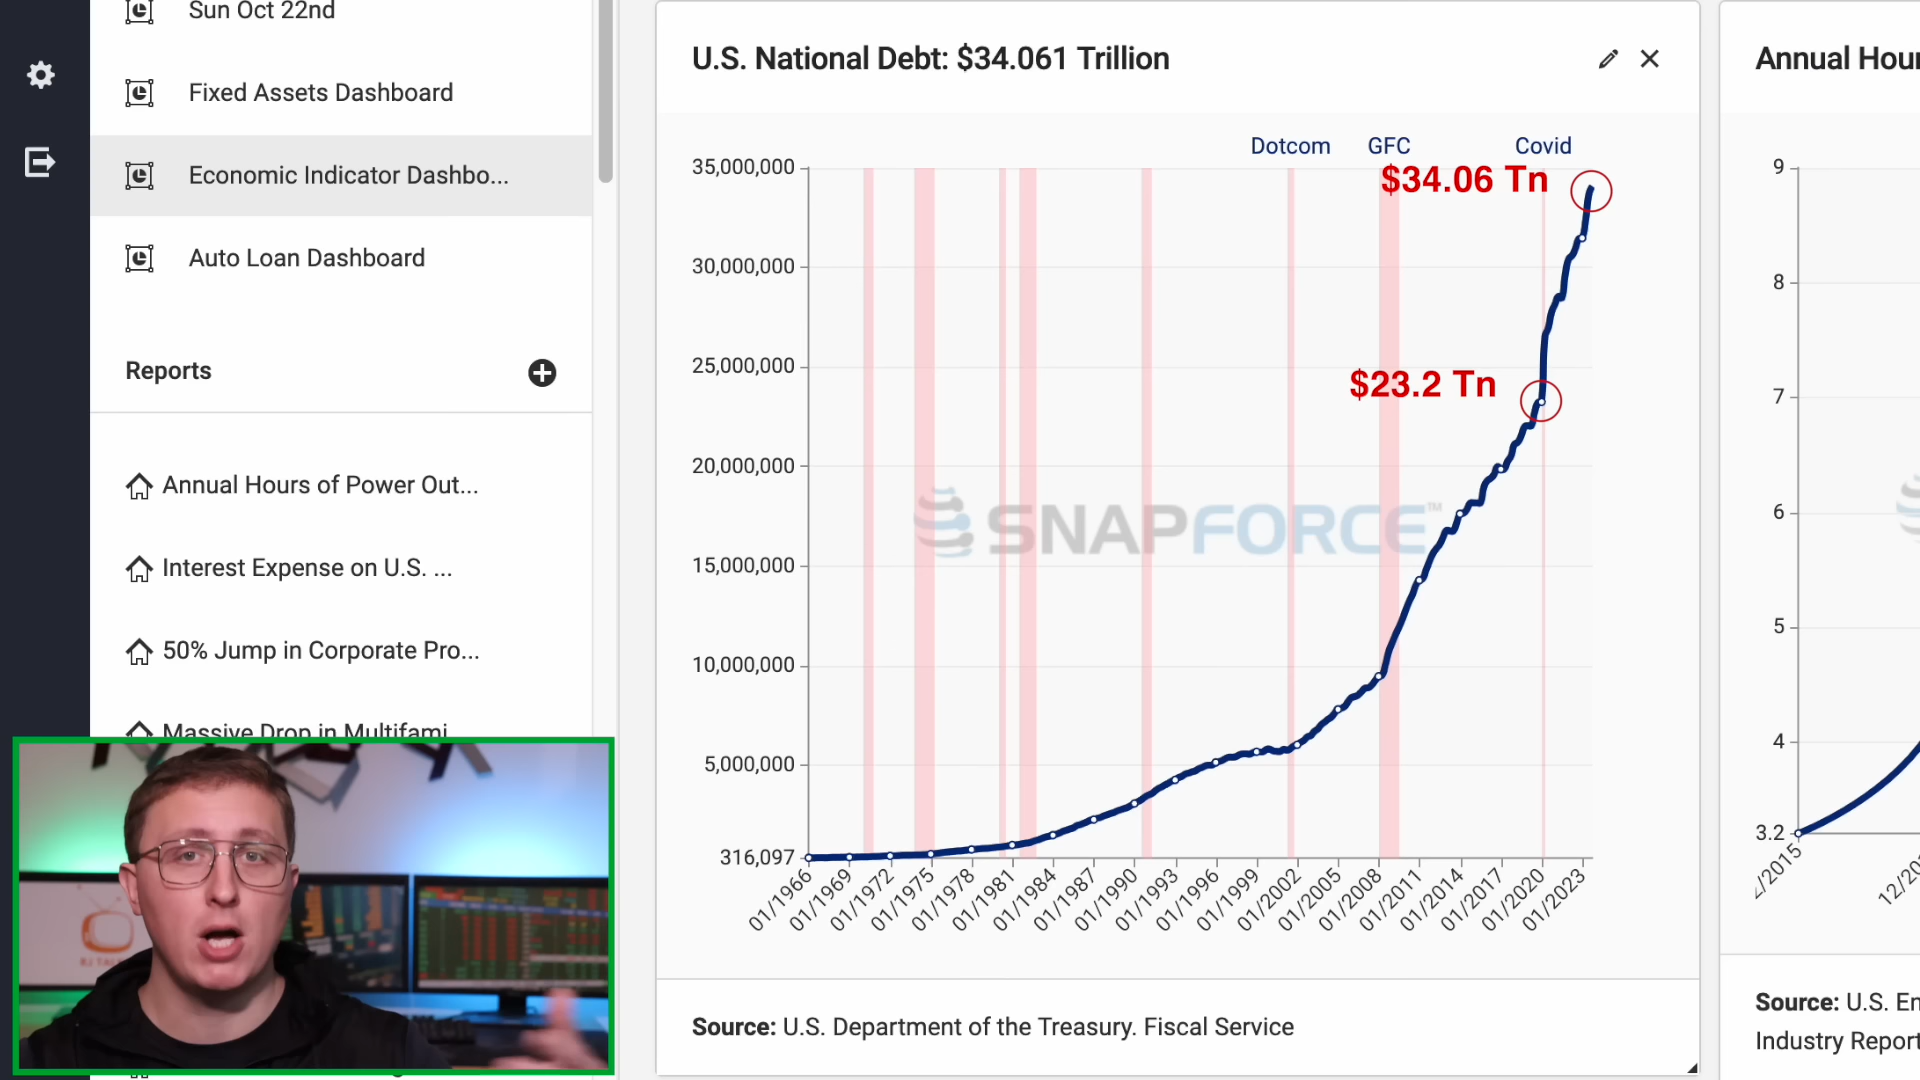 Sun Oct 22nd
Fixed Assets Dashboard
Economic Indicator Dashbo...
Auto Loan Dashboard
Reports
Annual Hours of Power Out...
Interest Expense on U.S. ...
50% Jump in Corporate Pro...
Massive Drop in Multifami
U.S. National Debt: $34.061 Trillion
Dotcom GFC Covid
$34.06 Tn
$23.2 Tn
35,000,000
30,000,000
25,000,000
20,000,000
15,000,000
10,000,000
5,000,000
316,097
SNAPFORCE™
01/1966 01/1969 01/1972 01/1975 01/1978 01/1981 01/1984 01/1987 01/1990 01/1993 01/1996 01/1999 01/2002 01/2005 01/2008 01/2011 01/2014 01/2017 01/2020 01/2023
Source: U.S. Department of the Treasury. Fiscal Service
Annual Hour
9
8
7
6
5
4
3.2
/2015 12/20
Source: U.S. En
Industry Report